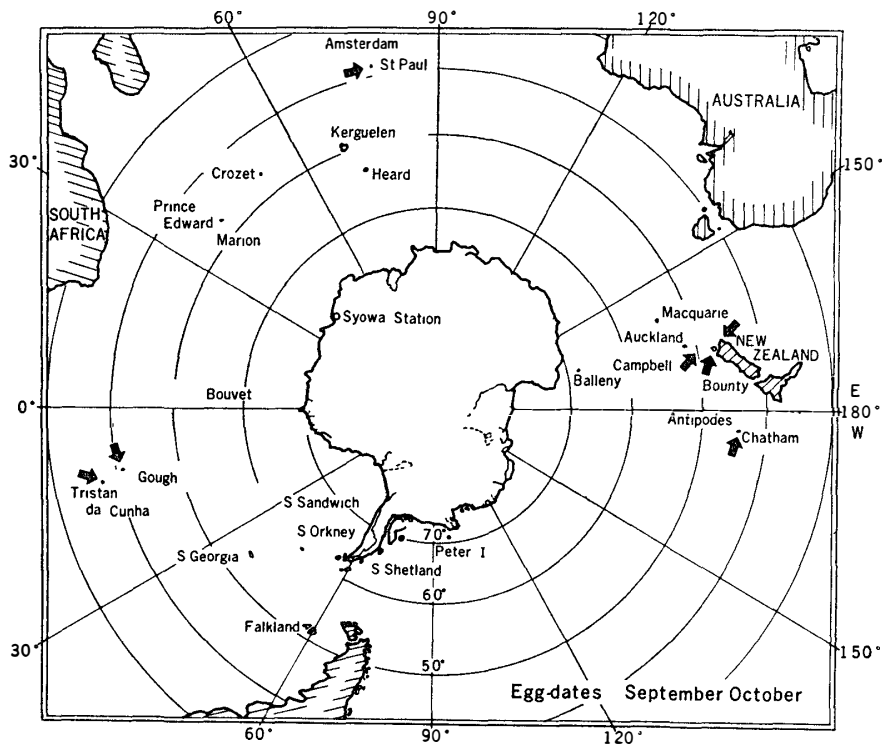 60°
90°
120°
Amsterdam
St Paul
AUSTRALIA
Kerguelen
30°
150°
Crozet
Heard
Prince
Edward
SOUTH
AFRICA
Marion
Macquarie
Syowa Station
Auckland
NEW
ZEALAND
Campbell
Balleny
Bounty
Bouvet
E
0°
180°
W
Antipodes
Chatham
Gough
Tristan
da Cunha
S Sandwich
S Orkney
70°
Peter I
S Georgia
S Shetland
60°
Falkland
30°
150°
50°
Egg-dates September October
60°
90°
120°